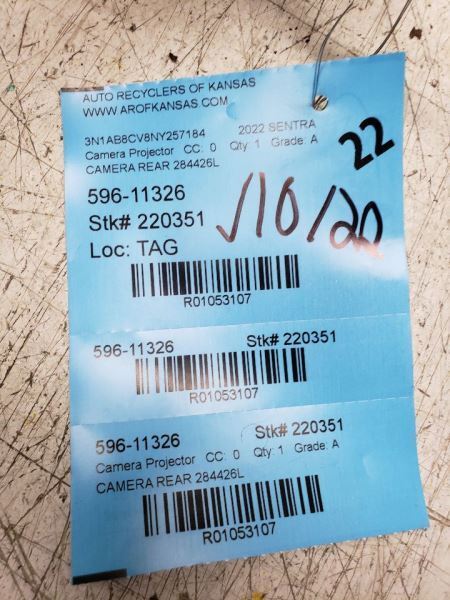 AUTO RECYCLERS OF KANSAS
WWW.AROFKANSAS.COM
3N1AB8CV8NY257184 2022 SENTRA
Camera Projector CC: 0 Qty: 1 Grade: A
CAMERA REAR 284426L
22
596-11326
Stk# 220351
√10/20
Loc: TAG
R01053107
596-11326 Stk# 220351
R01053107
596-11326 Stk# 220351
Camera Projector CC: 0 Qty: 1 Grade: A
CAMERA REAR 284426L
R01053107